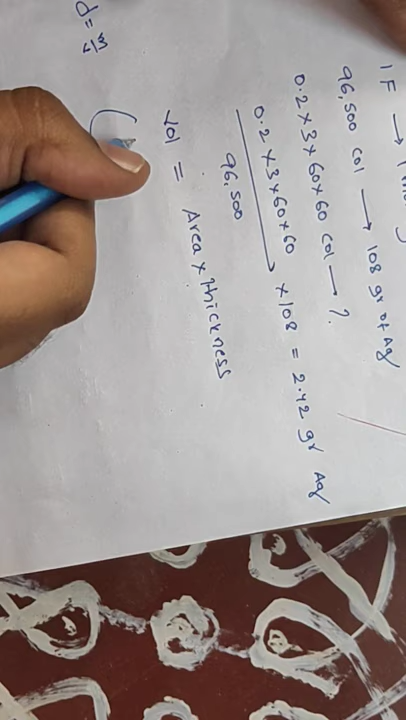 1 F → 1
96,500 col → 108 gr of Ag
0.2 × 3 × 60 × 60 col → ?
0.2 × 3 × 60 × 60 / 96,500 × 108 = 2.42 gr Ag
Vol = Area × Thickness
d = m/v